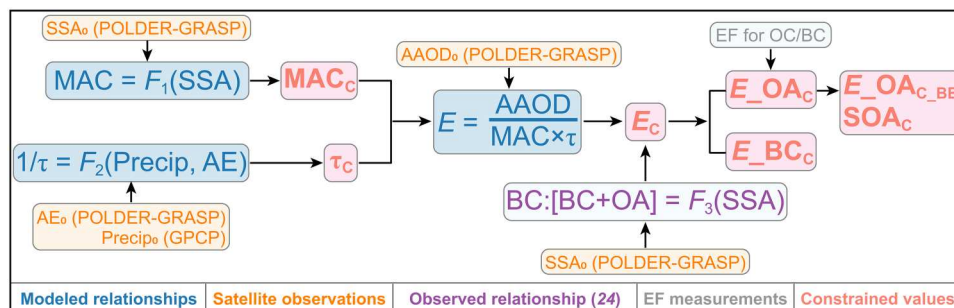 SSA₀ (POLDER-GRASP)
MAC = F₁(SSA)
MAC_C
AAOD₀ (POLDER-GRASP)
E = AAOD
MAC×τ
E_C
EF for OC/BC
E_OA_C
E_OA_C_BB
SOA_C
E_BC_C
1/τ = F₂(Precip, AE)
τ_C
AE₀ (POLDER-GRASP)
Precip₀ (GPCP)
BC:[BC+OA] = F₃(SSA)
SSA₀ (POLDER-GRASP)
Modeled relationships
Satellite observations
Observed relationship (24)
EF measurements
Constrained values